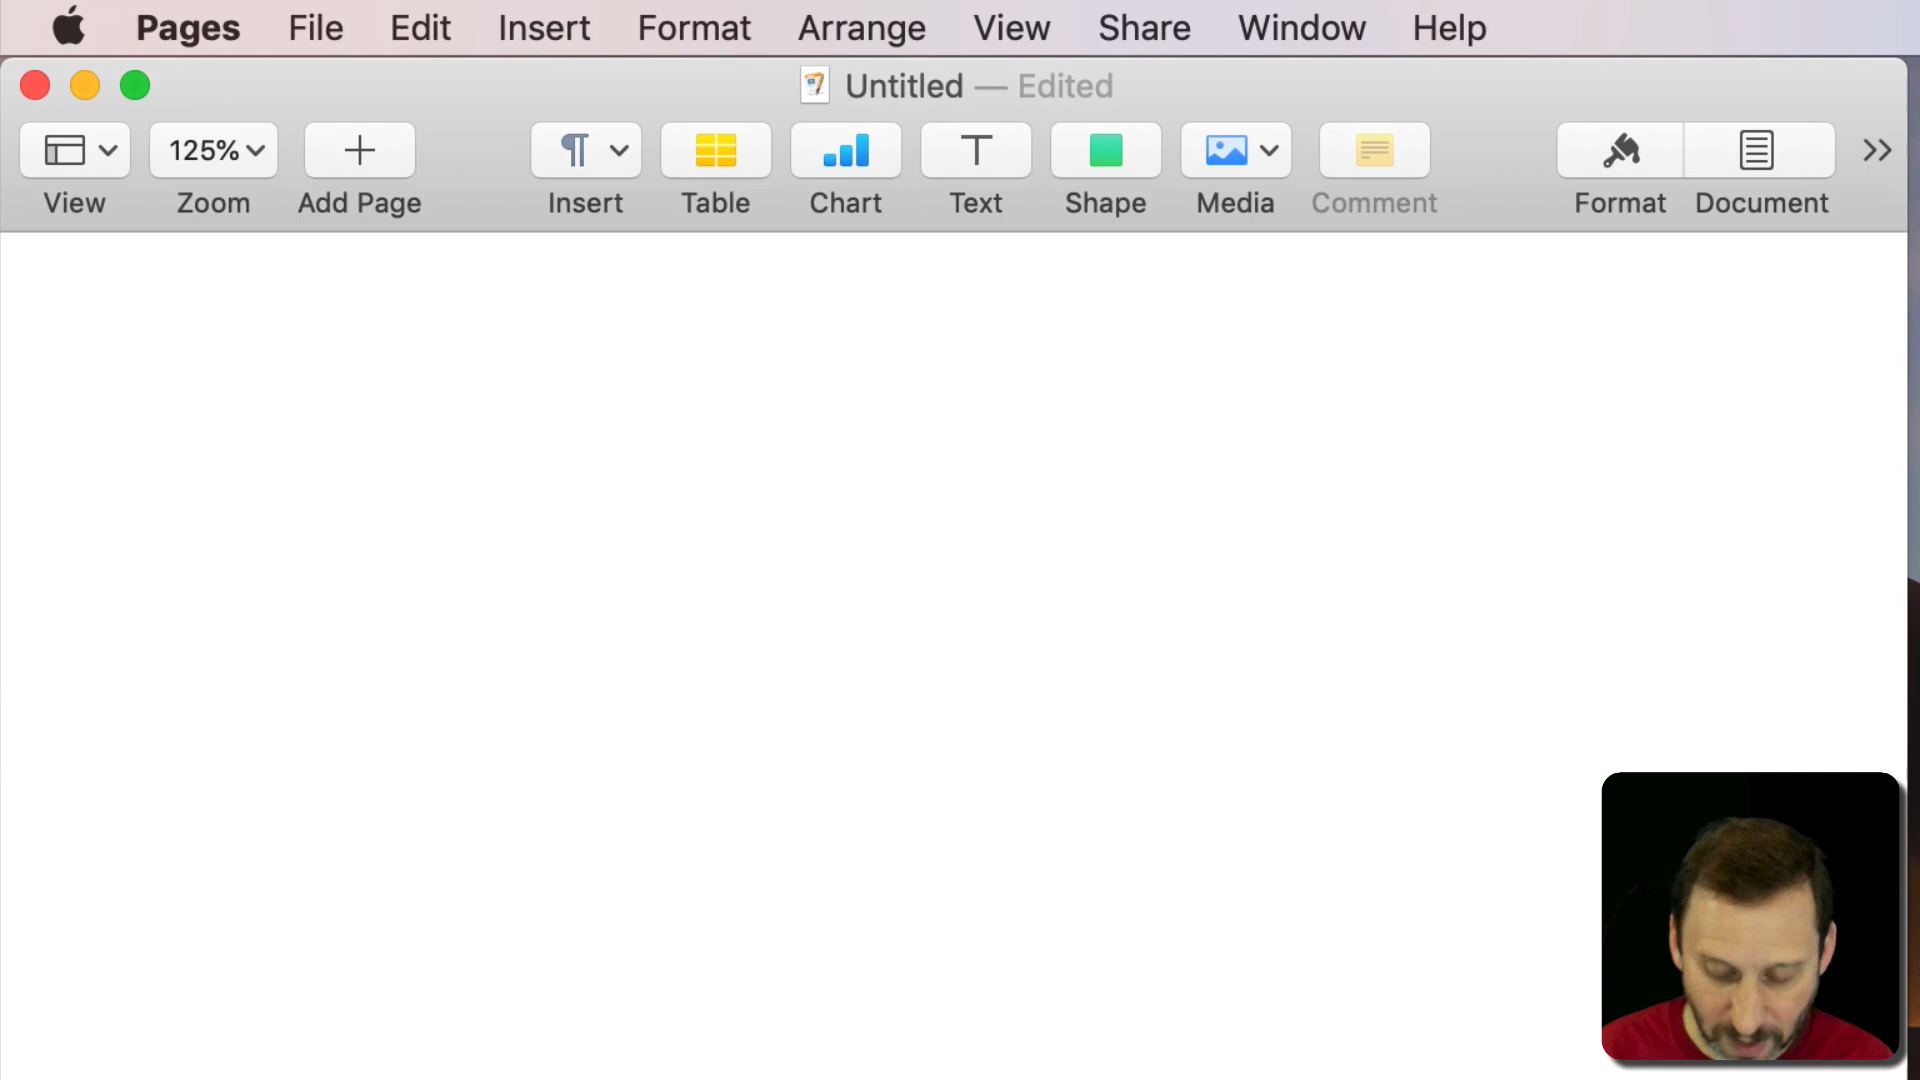 Pages File Edit Insert Format Arrange View Share Window Help
Untitled — Edited
125%
View Zoom Add Page Insert Table Chart Text Shape Media Comment Format Document